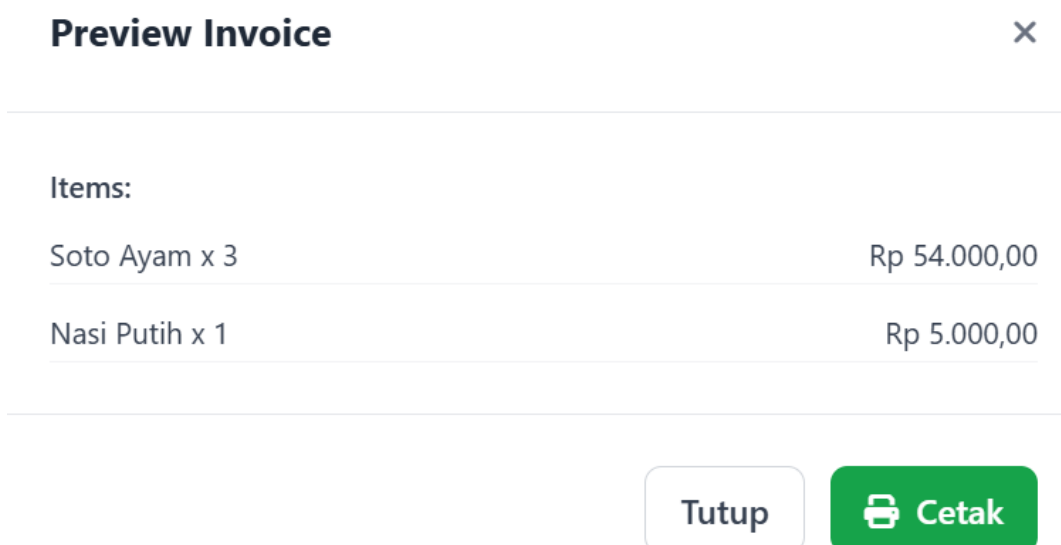 Preview Invoice ×
Items:
Soto Ayam x 3 Rp 54.000,00
Nasi Putih x 1 Rp 5.000,00
Tutup Cetak